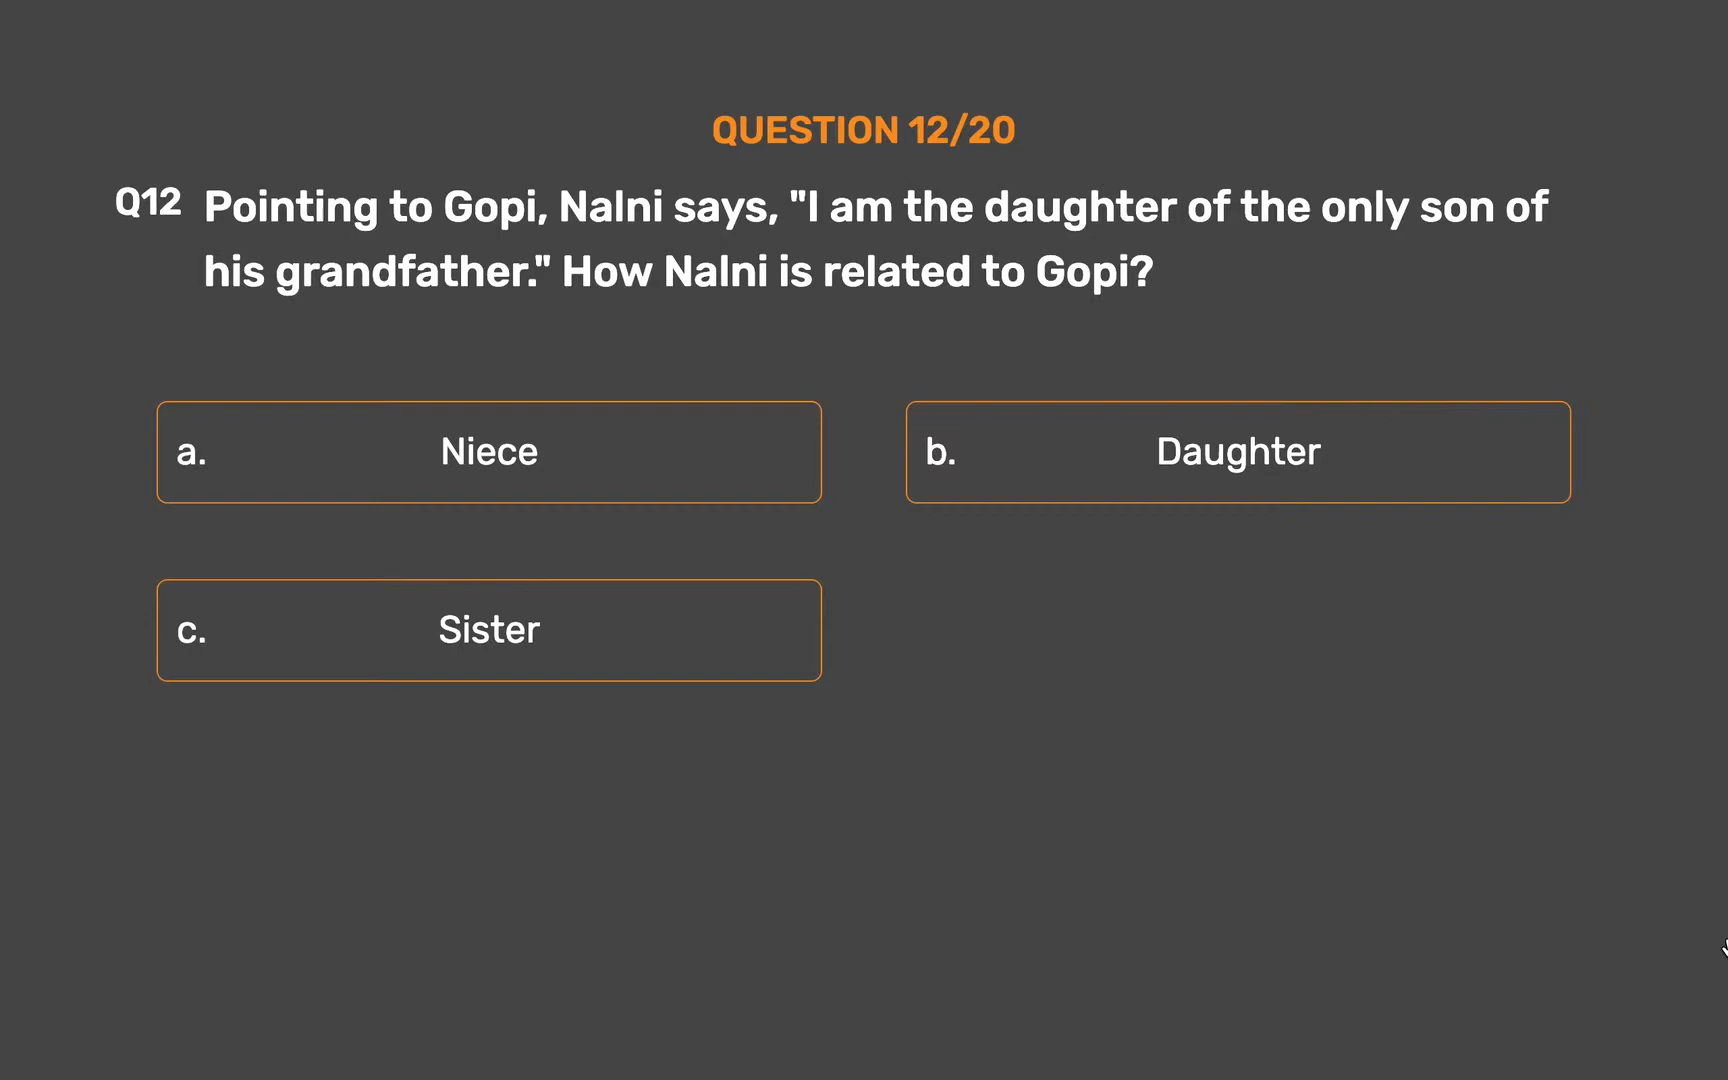 QUESTION 12/20
Q12 Pointing to Gopi, Nalni says, "I am the daughter of the only son of
his grandfather." How Nalni is related to Gopi?
a. Niece
b. Daughter
c. Sister